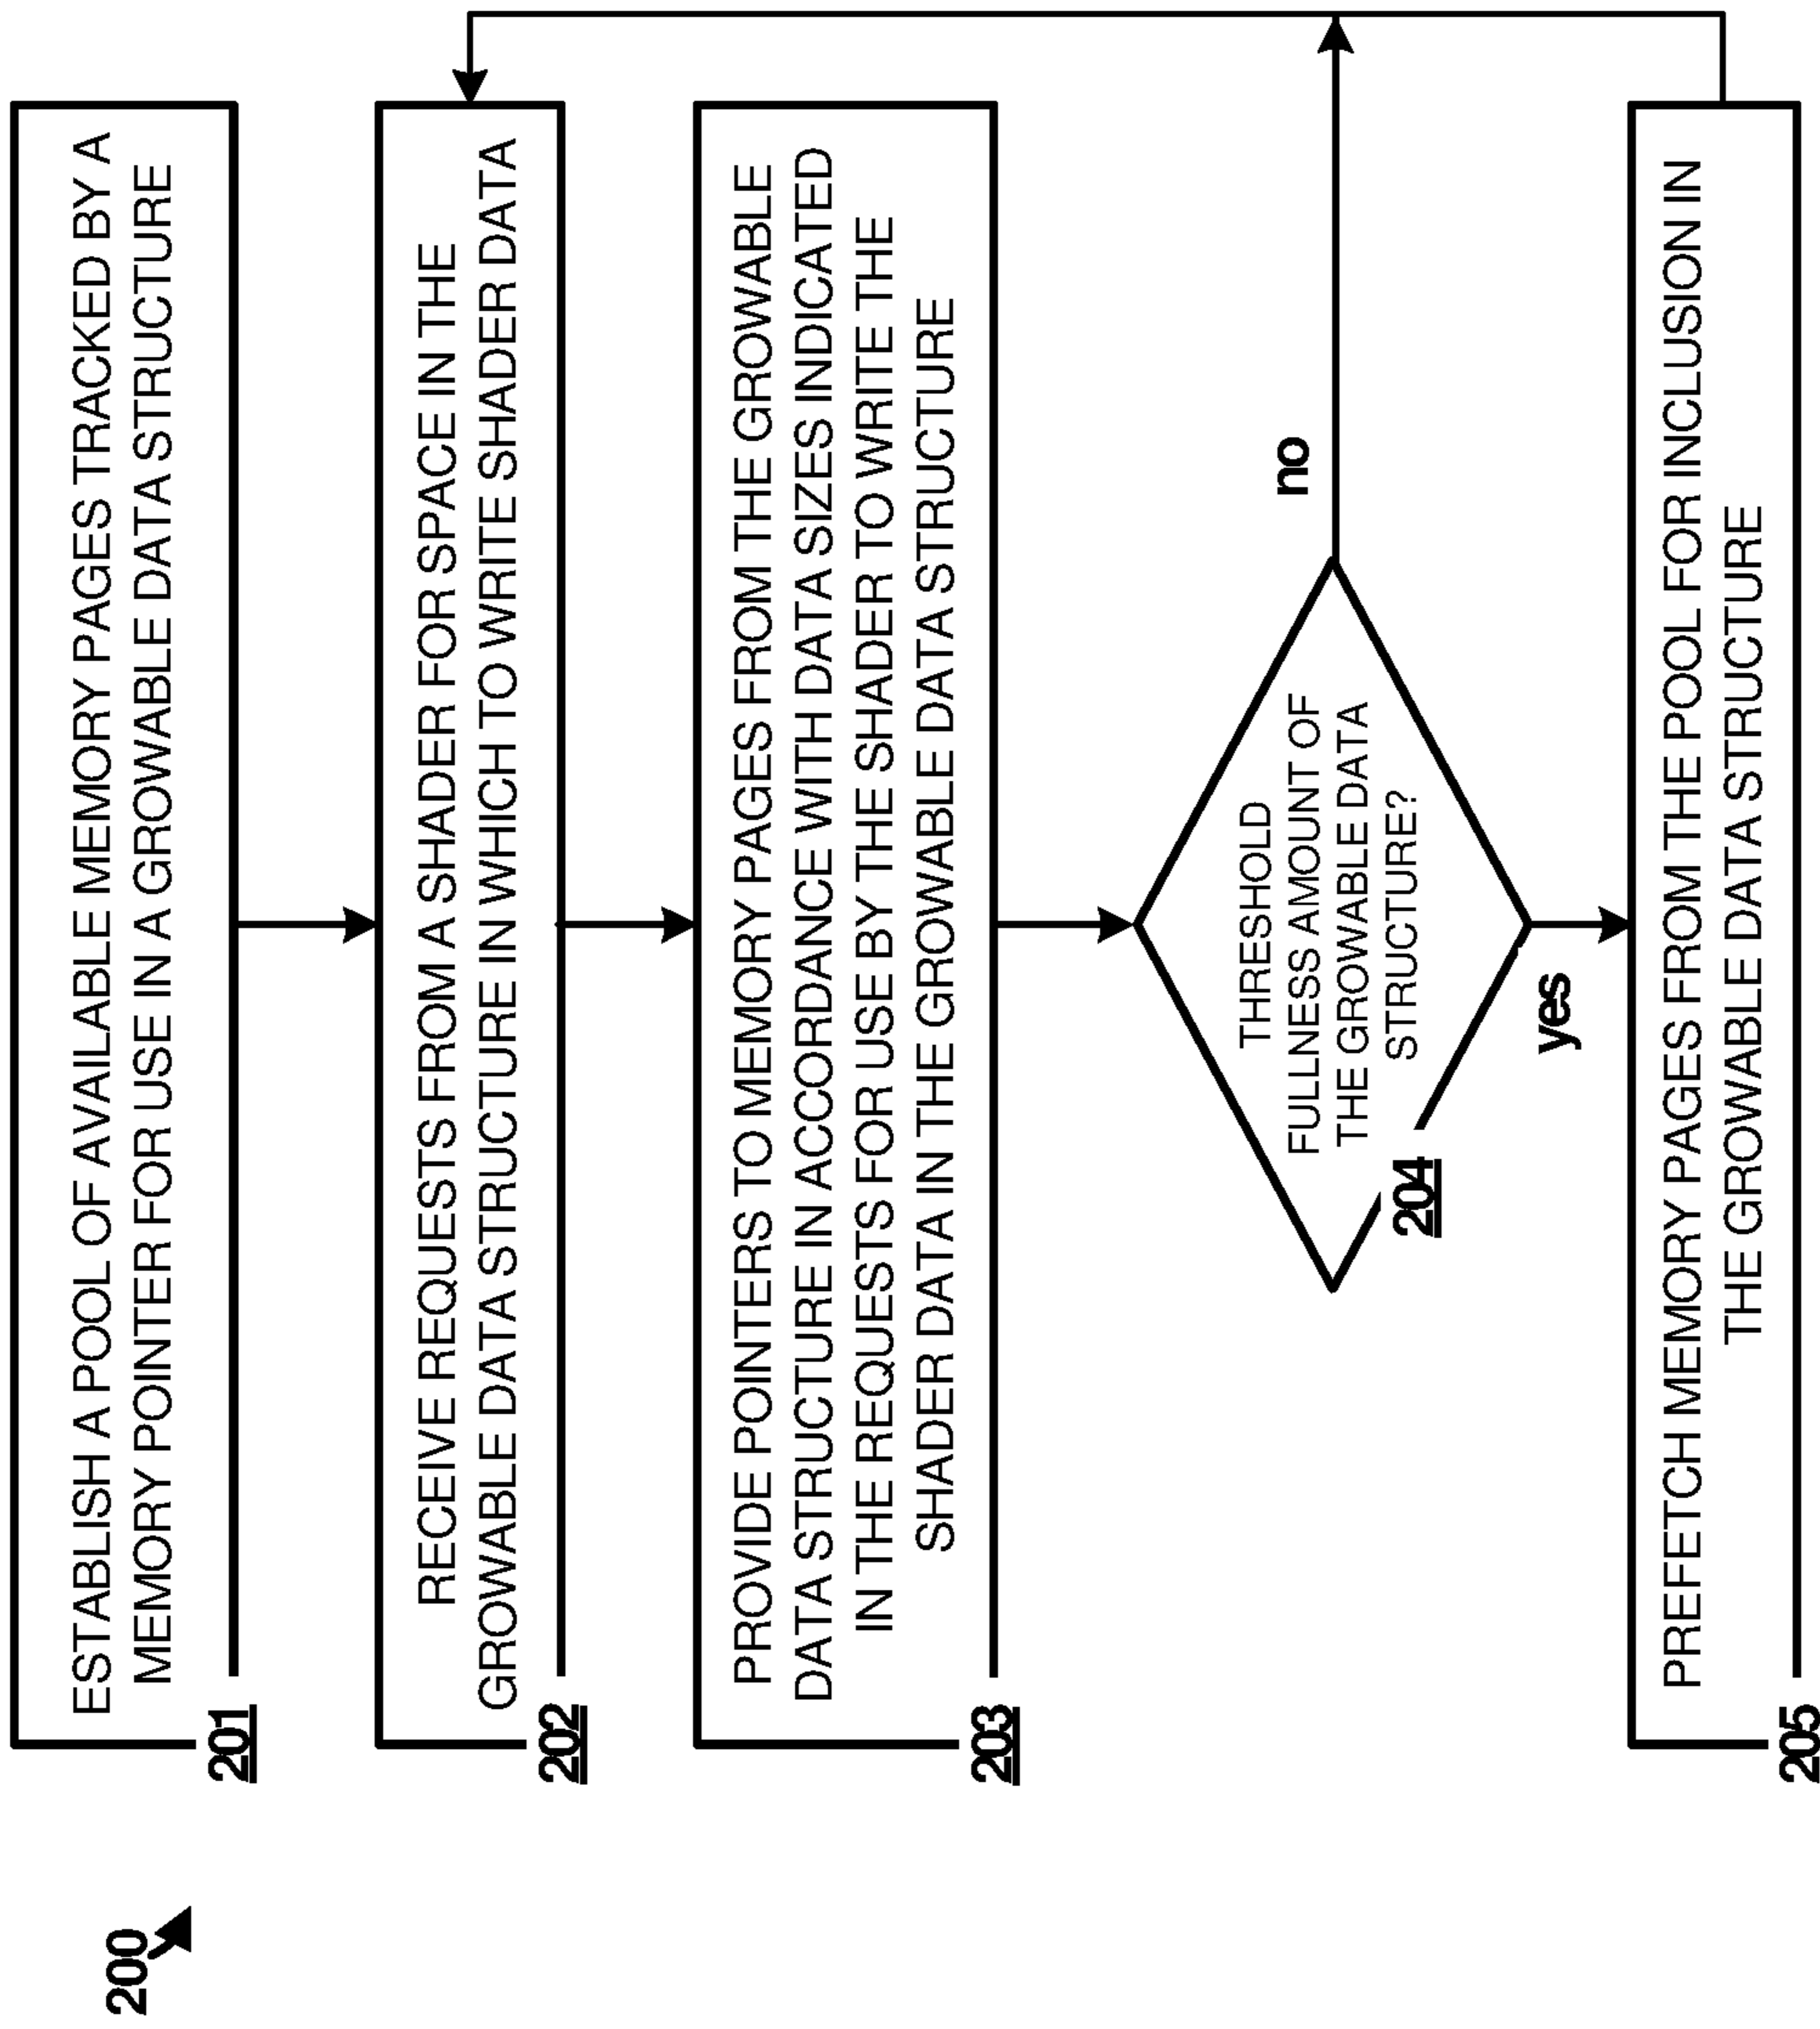 200
ESTABLISH A POOL OF AVAILABLE MEMORY PAGES TRACKED BY A
MEMORY POINTER FOR USE IN A GROWABLE DATA STRUCTURE
201
RECEIVE REQUESTS FROM A SHADER FOR SPACE IN THE
GROWABLE DATA STRUCTURE IN WHICH TO WRITE SHADER DATA
202
PROVIDE POINTERS TO MEMORY PAGES FROM THE GROWABLE
DATA STRUCTURE IN ACCORDANCE WITH DATA SIZES INDICATED
IN THE REQUESTS FOR USE BY THE SHADER TO WRITE THE
SHADER DATA IN THE GROWABLE DATA STRUCTURE
203
THRESHOLD
FULLNESS AMOUNT OF
THE GROWABLE DATA
STRUCTURE?
204
no
yes
PREFETCH MEMORY PAGES FROM THE POOL FOR INCLUSION IN
THE GROWABLE DATA STRUCTURE
205